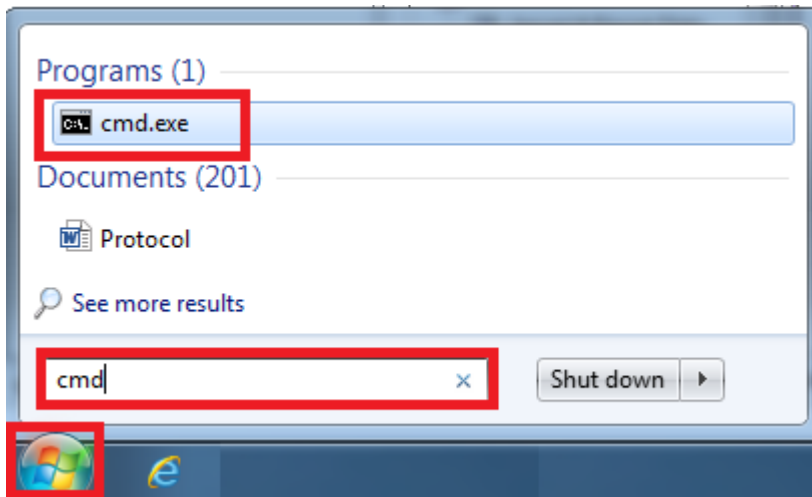 Programs (1)
cmd.exe
Documents (201)
Protocol
See more results
cmd
Shut down